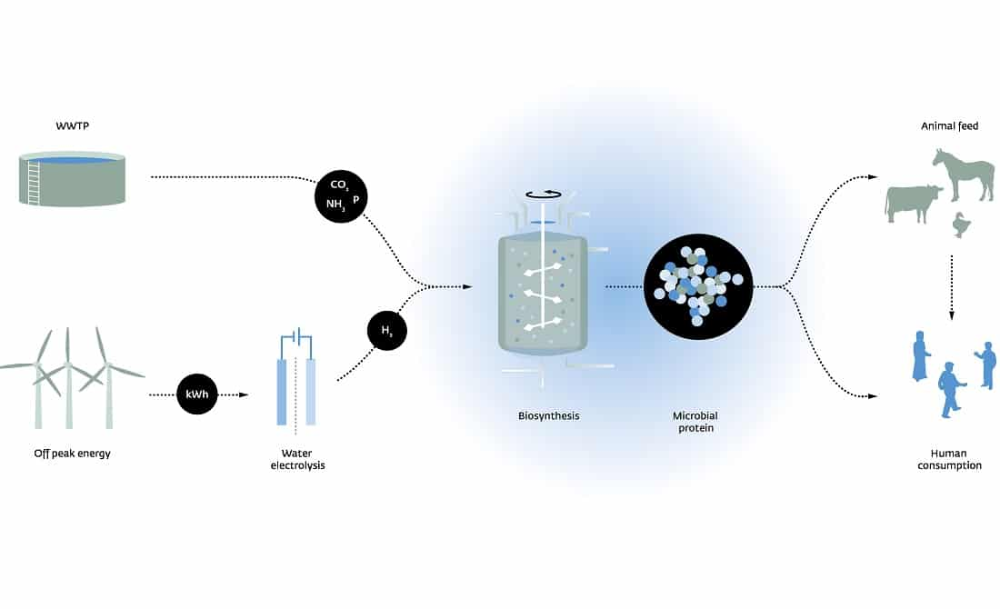 WWTP
CO₂
NH₃ P
Off peak energy
kWh
Water
electrolysis
H₂
Biosynthesis
Microbial
protein
Animal feed
Human
consumption